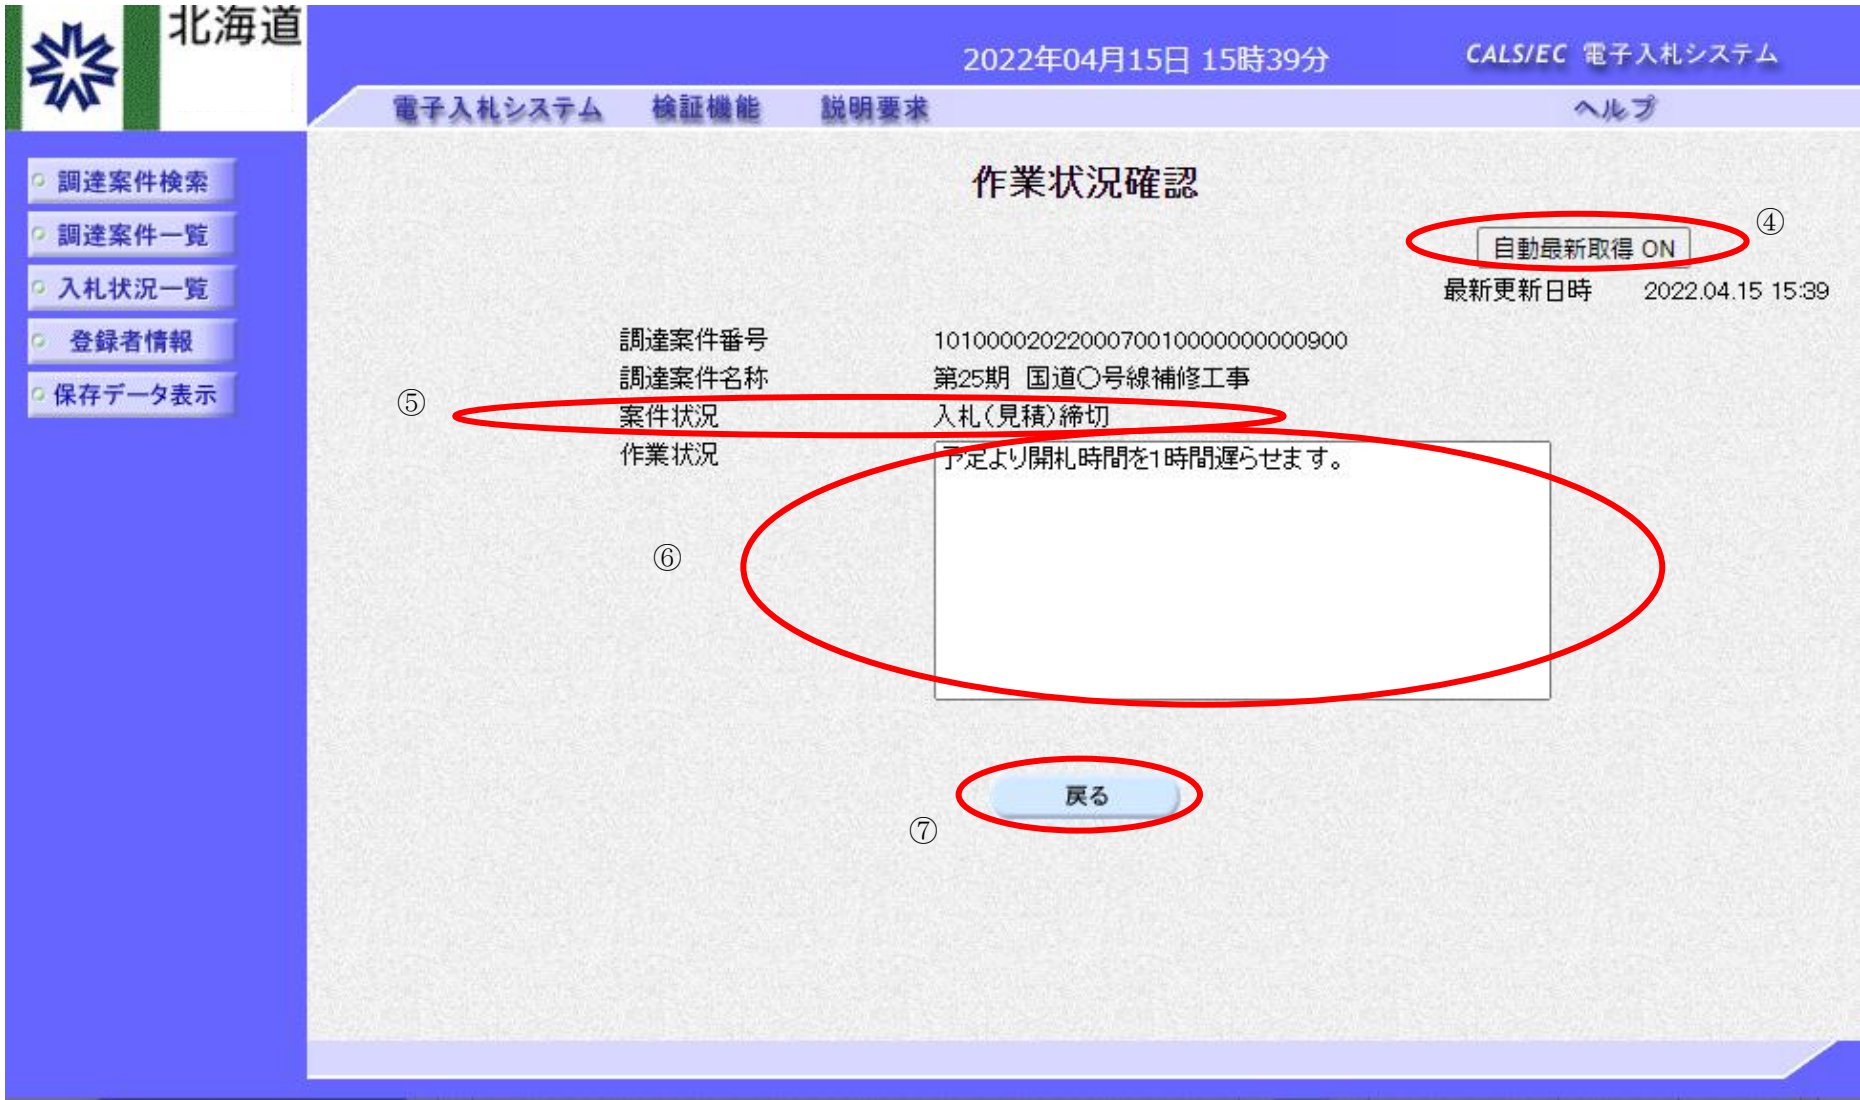 北海道
2022年04月15日 15時39分
CALS/EC 電子入札システム
電子入札システム 検証機能 説明要求 ヘルプ
調達案件検索
調達案件一覧
入札状況一覧
登録者情報
保存データ表示
作業状況確認
④
自動最新取得 ON
最新更新日時 2022.04.15 15:39
調達案件番号 1010000202200070010000000000900
調達案件名称 第25期 国道〇号線補修工事
⑤
案件状況 入札(見積)締切
作業状況 予定より開札時間を1時間遅らせます。
⑥
戻る
⑦